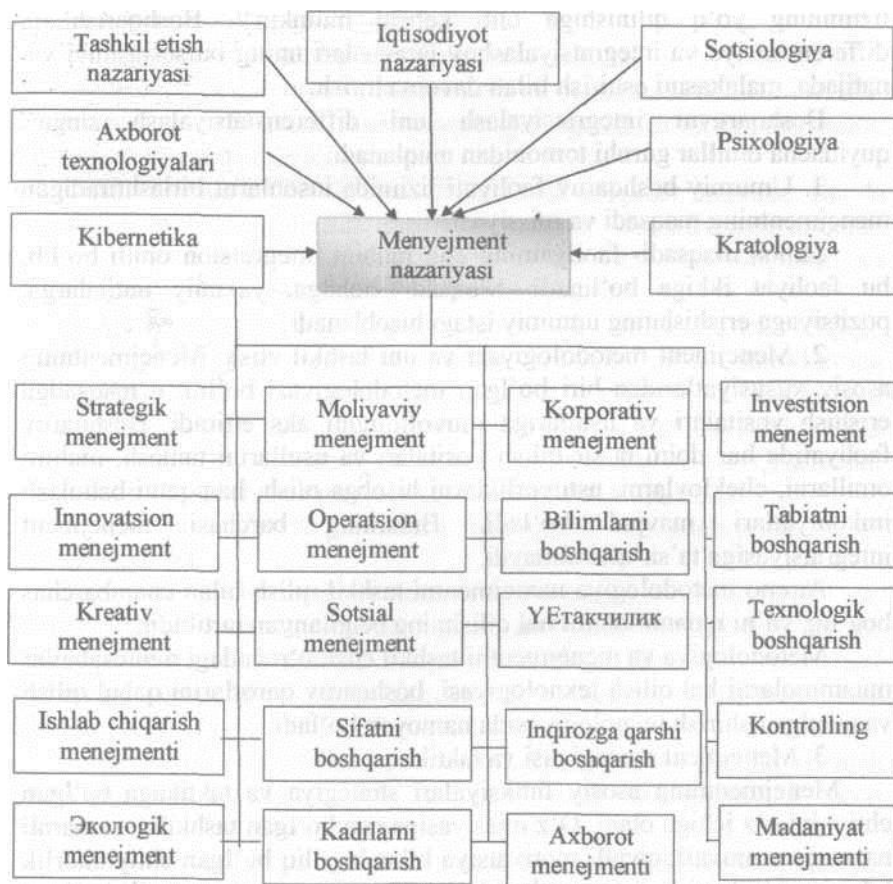 Tashkil etish
nazariyasi
Iqtisodiyot
nazariyasi
Sotsiologiya
Axborot
texnologiyalari
Psixologiya
Kibernetika
Menyejment
nazariyasi
Kratologiya
Strategik
menejment
Moliyaviy
menejment
Korporativ
menejment
Investitsion
menejment
Innovatsion
menejment
Operatsion
menejment
Bilimlarni
boshqarish
Tabiatni
boshqarish
Kreativ
menejment
Sotsial
menejment
YEтакчилик
Texnologik
boshqarish
Ishlab chiqarish
menejmenti
Sifatni
boshqarish
Inqirozga qarshi
boshqarish
Kontrolling
Экологik
menejment
Kadrlarni
boshqarish
Axborot
menejmenti
Madaniyat
menejmenti